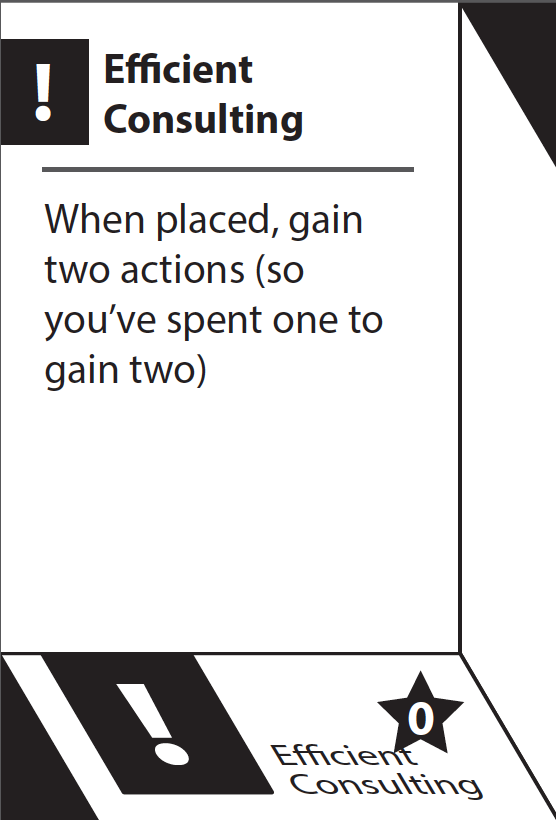 !
Efficient
Consulting
When placed, gain
two actions (so
you've spent one to
gain two)
!
0
Efficient
Consulting